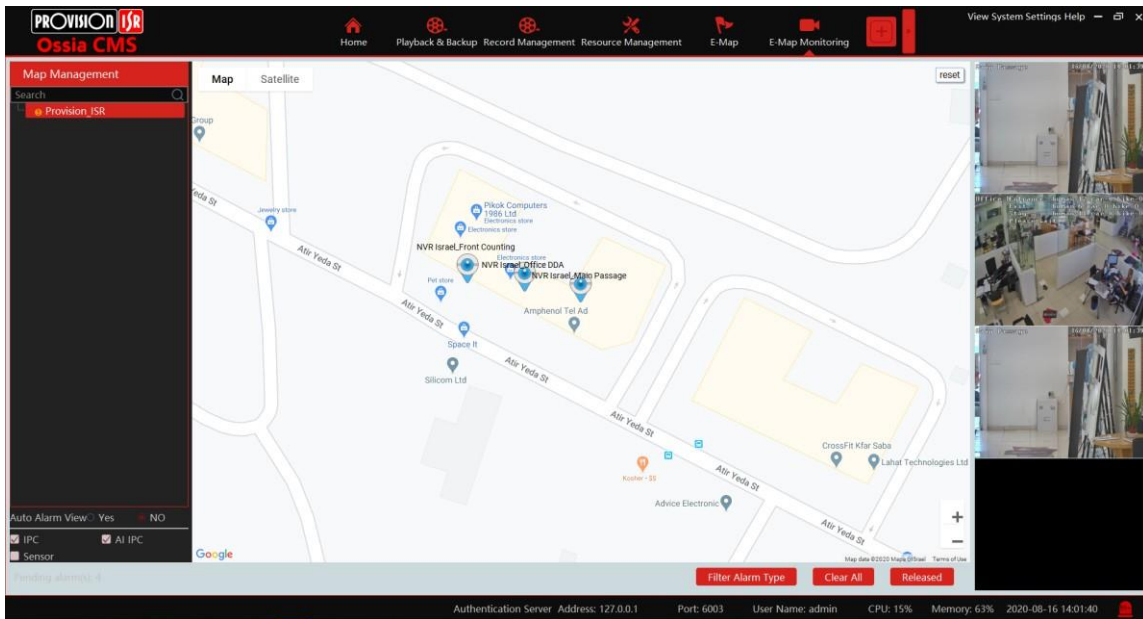 PROVISION ISR
Ossia CMS
Home
Playback & Backup
Record Management
Resource Management
E-Map
E-Map Monitoring
View System Settings Help
Map Management
Search
Provision_ISR
Auto Alarm View Yes NO
IPC
AI IPC
Sensor
Pending alarm(s): 4
Map
Satellite
reset
Group
Jewelry store
Atir Yeda St
Pikok Computers
1986 Ltd
Electronics store
Electronics store
NVR Israel_Front Counting
Electronics store
NVR Israel_Office DDA
NVR Israel_Main Passage
Pet store
Amphenol Tel Ad
Atir Yeda St
Space It
Silicom Ltd
Atir Yeda St
Atir Yeda St
CrossFit Kfar Saba
Lahat Technologies Ltd
Atir Yeda St
Advice Electronic
Atir Yeda St
Google
Map data ©2020 Mapa GISrael
Terms of Use
Filter Alarm Type
Clear All
Released
Authentication Server Address: 127.0.0.1
Port: 6003
User Name: admin
CPU: 15%
Memory: 63%
2020-08-16 14:01:40